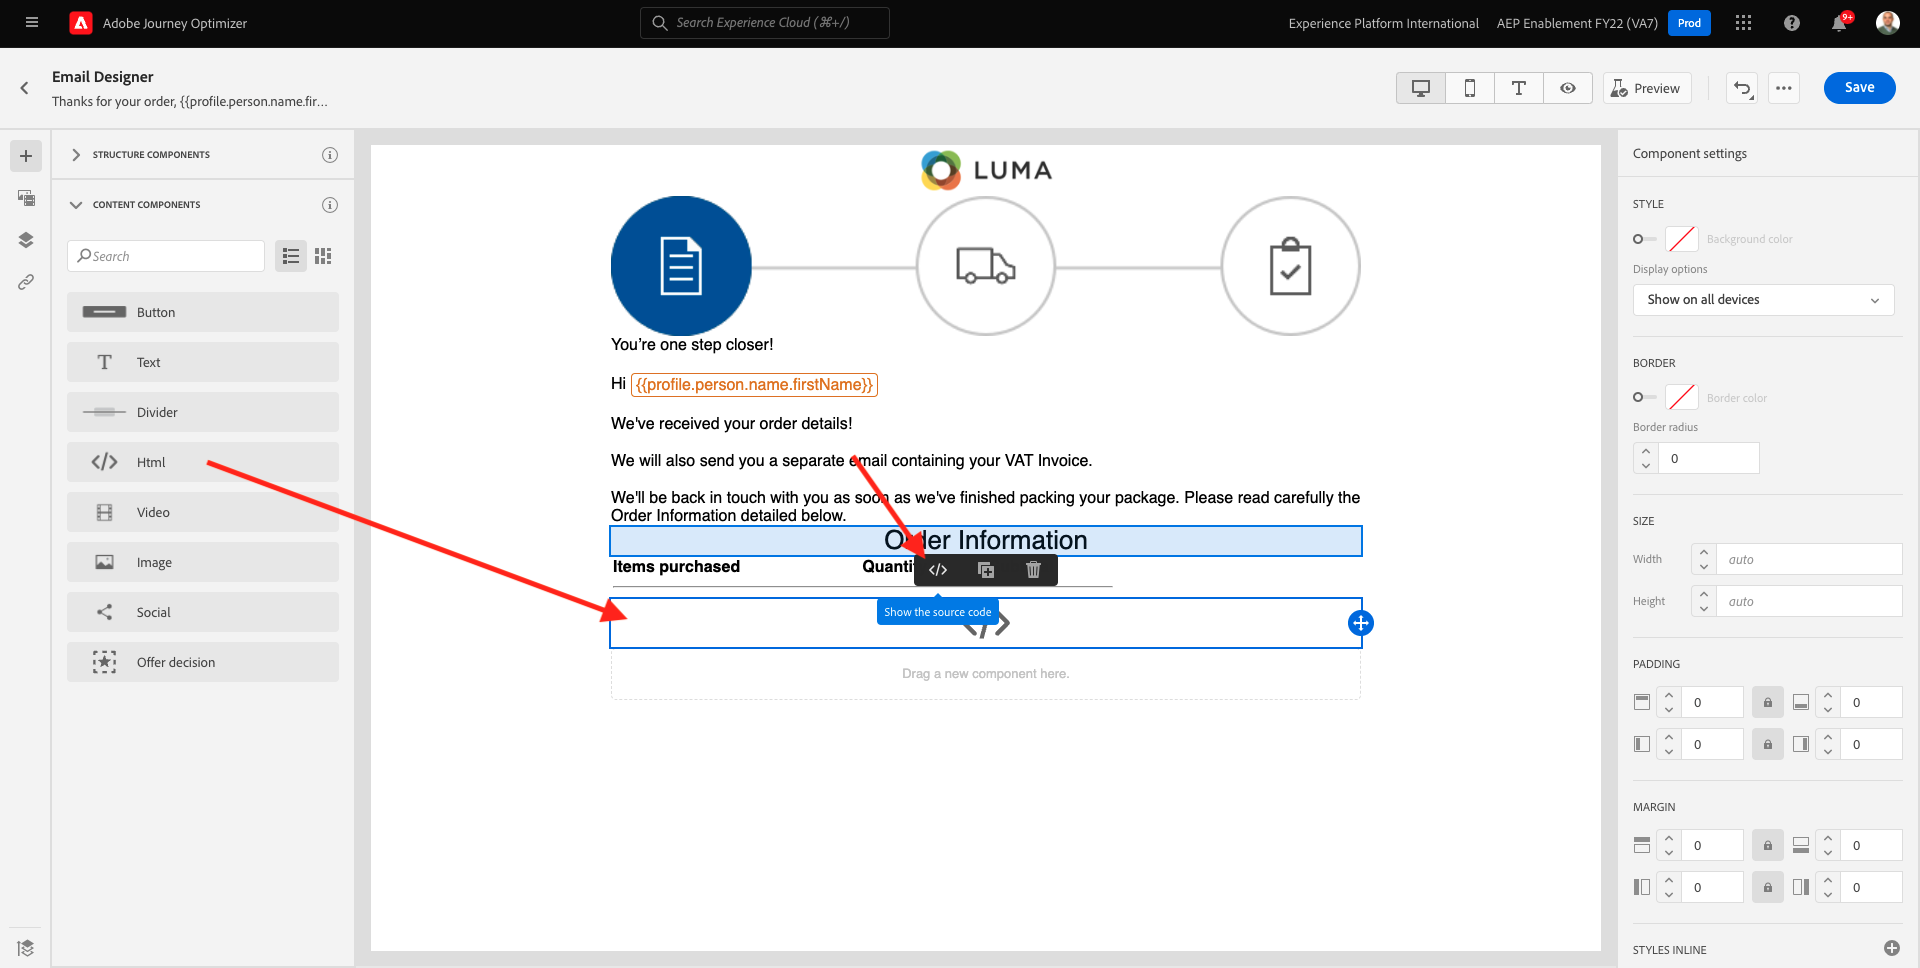 Adobe Journey Optimizer
Search Experience Cloud (⌘+/)
Experience Platform International
AEP Enablement FY22 (VA7)
Prod
9+
Email Designer
Thanks for your order, {{profile.person.name.fir...
Preview
Save
STRUCTURE COMPONENTS
CONTENT COMPONENTS
Search
Button
Text
Divider
Html
Video
Image
Social
Offer decision
LUMA
You're one step closer!
Hi {{profile.person.name.firstName}}
We've received your order details!
We will also send you a separate email containing your VAT Invoice.
We'll be back in touch with you as soon as we've finished packing your package. Please read carefully the
Order Information detailed below.
Order Information
Items purchased
Quanti
Show the source code
Drag a new component here.
Component settings
STYLE
Background color
Display options
Show on all devices
BORDER
Border color
Border radius
0
SIZE
Width
auto
Height
auto
PADDING
0
0
0
0
MARGIN
0
0
0
0
STYLES INLINE